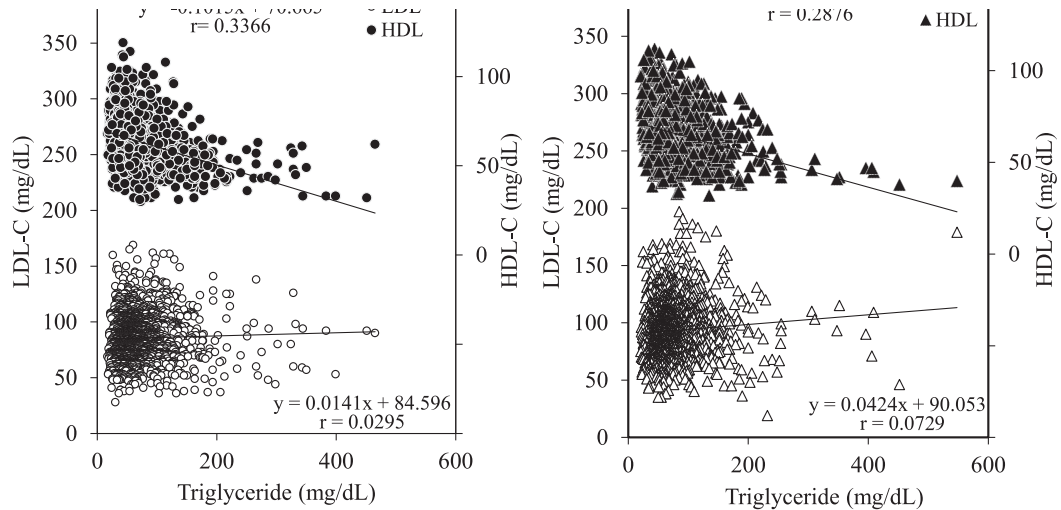 r= 0.3366
HDL
350
300
250
200
150
100
50
0
LDL-C (mg/dL)
100
50
0
HDL-C (mg/dL)
y = 0.0141x + 84.596
r = 0.0295
0 200 400 600
Triglyceride (mg/dL)
r = 0.2876
HDL
350
300
250
200
150
100
50
0
LDL-C (mg/dL)
100
50
0
HDL-C (mg/dL)
y = 0.0424x + 90.053
r = 0.0729
0 200 400 600
Triglyceride (mg/dL)